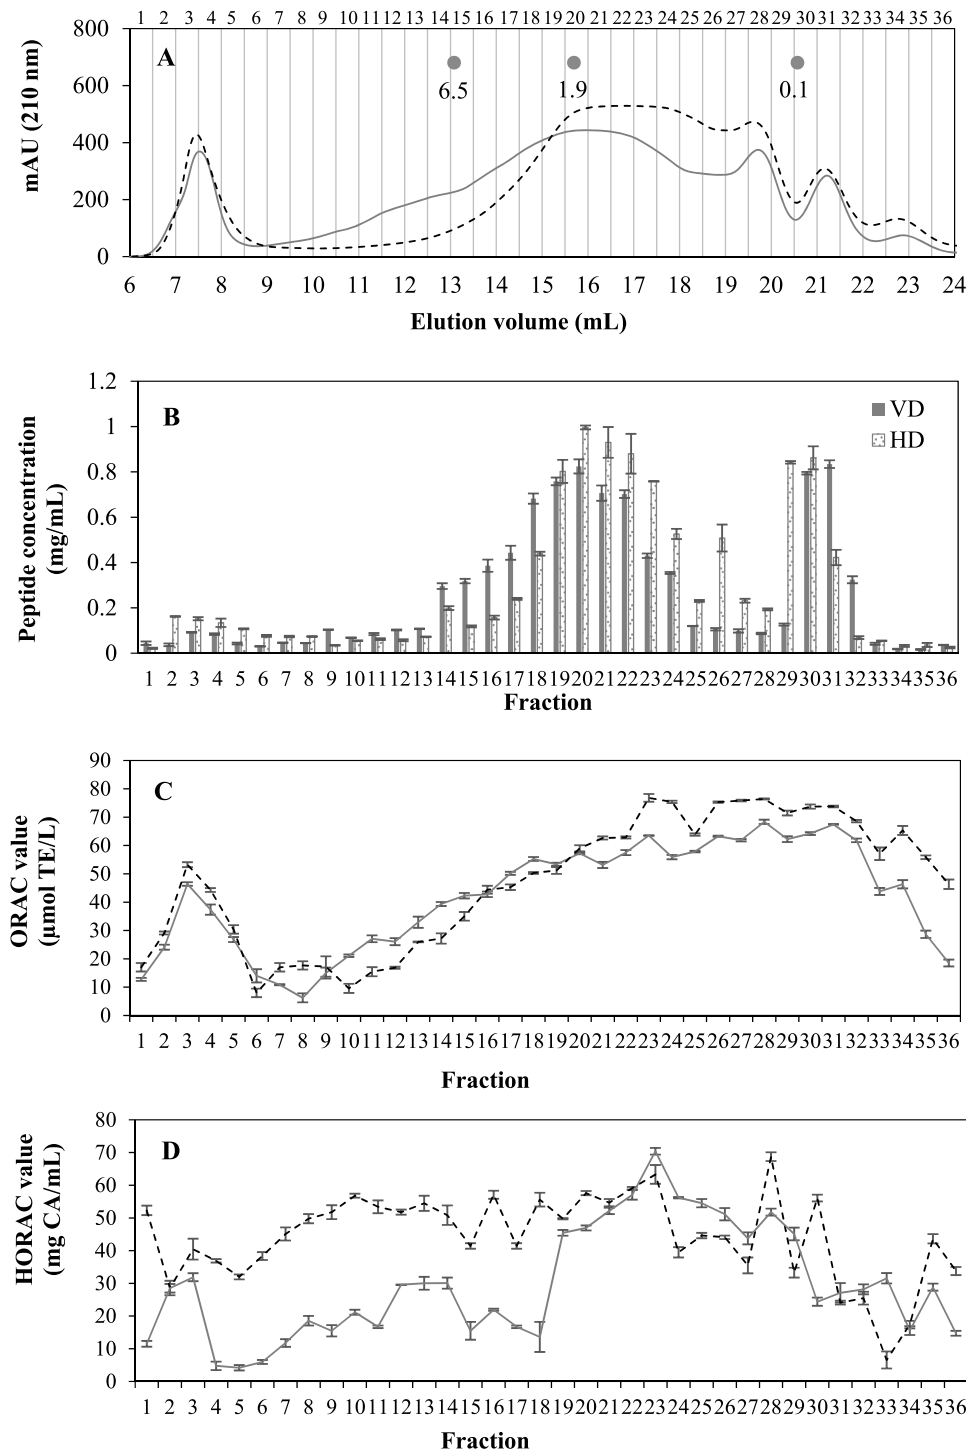 1 2 3 4 5 6 7 8 9 10 11 12 13 14 15 16 17 18 19 20 21 22 23 24 25 26 27 28 29 30 31 32 33 34 35 36
800
600
400
200
0
mAU (210 nm)
A
6.5
1.9
0.1
6 7 8 9 10 11 12 13 14 15 16 17 18 19 20 21 22 23 24
Elution volume (mL)
1.2
1
0.8
0.6
0.4
0.2
0
Peptide concentration
(mg/mL)
B
VD
HD
1 2 3 4 5 6 7 8 9 10 11 12 13 14 15 16 17 18 19 20 21 22 23 24 25 26 27 28 29 30 31 32 33 34 35 36
Fraction
90
80
70
60
50
40
30
20
10
0
ORAC value
(µmol TE/L)
C
1 2 3 4 5 6 7 8 9 10 11 12 13 14 15 16 17 18 19 20 21 22 23 24 25 26 27 28 29 30 31 32 33 34 35 36
Fraction
80
70
60
50
40
30
20
10
0
HORAC value
(mg CA/mL)
D
1 2 3 4 5 6 7 8 9 10 11 12 13 14 15 16 17 18 19 20 21 22 23 24 25 26 27 28 29 30 31 32 33 34 35 36
Fraction